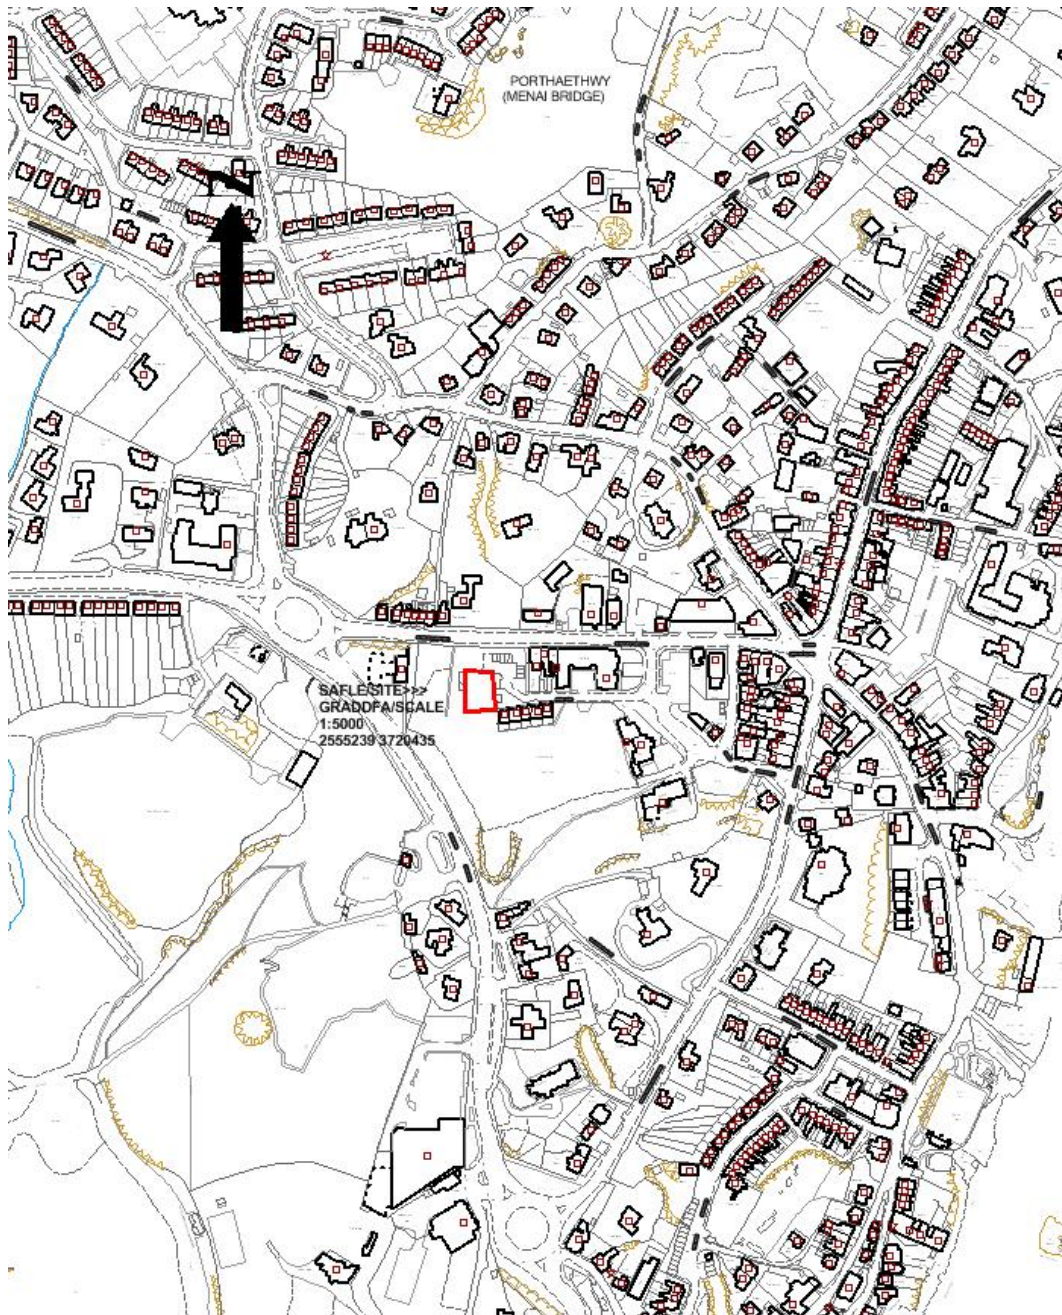 PORTHAETHWY
(MENAI BRIDGE)
N
SAFLE/SITE>>>
GRADDFA/SCALE
1:5000
2555239 3720435